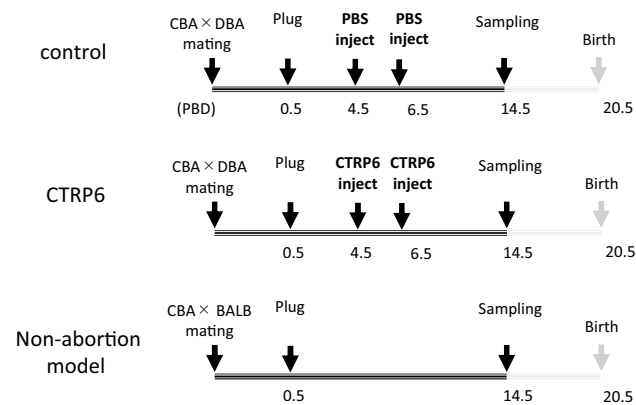 CBA × DBA mating
Plug
PBS inject
PBS inject
Sampling
Birth
control
(PBD)
0.5
4.5
6.5
14.5
20.5
CBA × DBA mating
Plug
CTRP6 inject
CTRP6 inject
Sampling
Birth
CTRP6
0.5
4.5
6.5
14.5
20.5
CBA × BALB mating
Plug
Sampling
Birth
Non-abortion
model
0.5
14.5
20.5